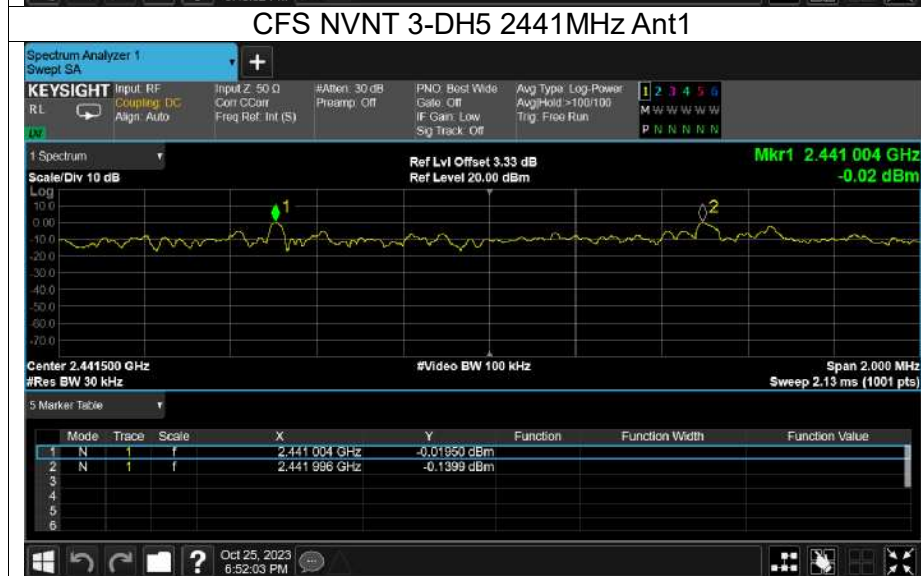 CFS NVNT 3-DH5 2441MHz Ant1
Spectrum Analyzer 1
Swept SA
+
KEYSIGHT Input: RF Input Z: 50 Ω #Atten: 30 dB PNO: Best Wide Avg Type: Log-Power 1 2 3 4 5 6
RL Coupling: DC Corr CCorr Preamp: Off Gate: Off Avg|Hold: >100/100 M W W W W W
Align: Auto Freq Ref: Int (S) IF Gain: Low Trig: Free Run
Sig Track: Off P N N N N N
1 Spectrum Ref Lvl Offset 3.33 dB Mkr1 2.441 004 GHz
Scale/Div 10 dB Ref Level 20.00 dBm -0.02 dBm
Log
10.0
0.00
-10.0
-20.0
-30.0
-40.0
-50.0
-60.0
-70.0
1
2
Center 2.441500 GHz #Video BW 100 kHz Span 2.000 MHz
#Res BW 30 kHz Sweep 2.13 ms (1001 pts)
5 Marker Table
Mode Trace Scale X Y Function Function Width Function Value
1 N 1 f 2.441 004 GHz -0.01950 dBm
2 N 1 f 2.441 996 GHz -0.1399 dBm
3
4
5
6
? Oct 25, 2023
6:52:03 PM